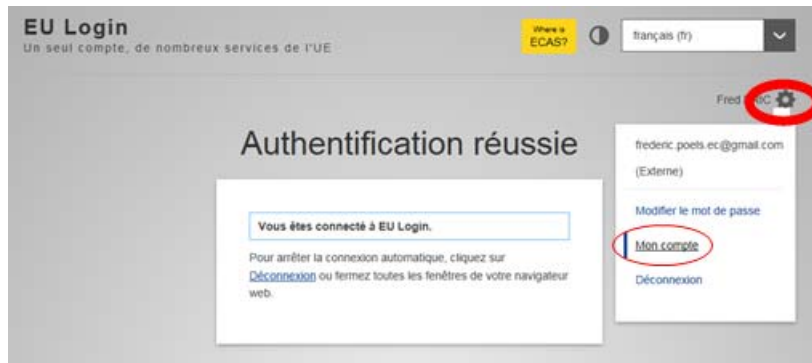 EU Login
Un seul compte, de nombreux services de l'UE
Where is
ECAS?
français (fr)
Fred
Authentification réussie
frederic.poels.ec@gmail.com
(Externe)
Vous êtes connecté à EU Login.
Pour arrêter la connexion automatique, cliquez sur
Déconnexion ou fermez toutes les fenêtres de votre navigateur
web.
Modifier le mot de passe
Mon compte
Déconnexion